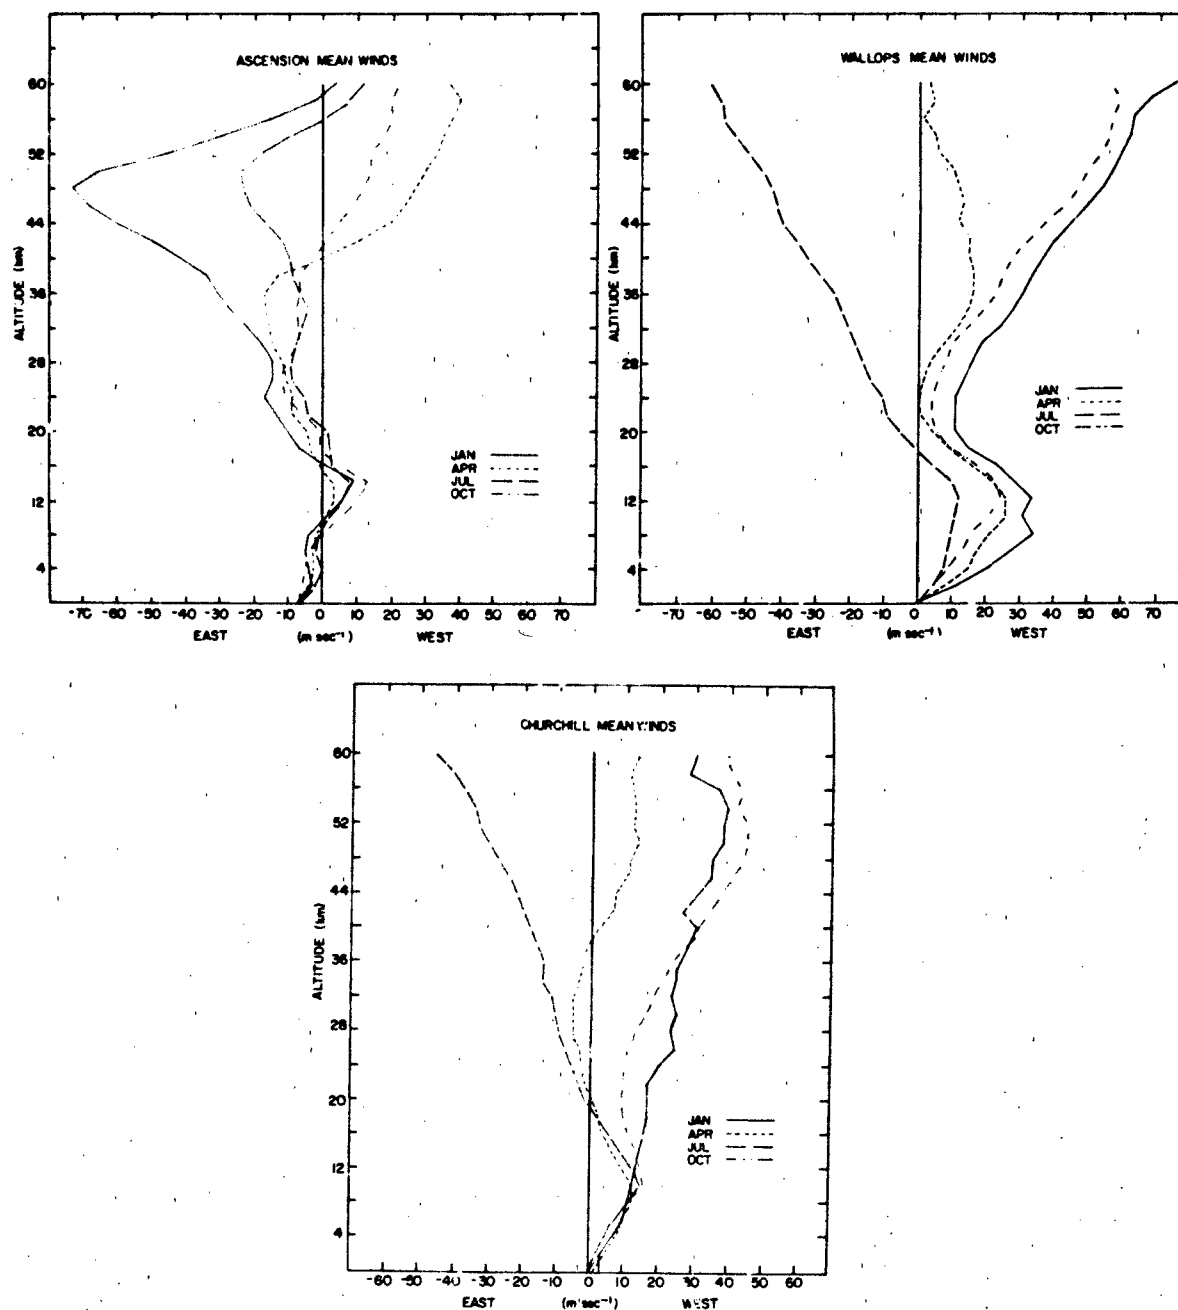 ASCENSION MEAN WINDS
60
52
44
36
28
20
12
4
ALTITUDE (km)
JAN
APR
JUL
OCT
-70 -60 -50 -40 -30 -20 -10 0 10 20 30 40 50 60 70
EAST (m sec⁻¹) WEST
WALLOPS MEAN WINDS
60
52
44
36
28
20
12
4
ALTITUDE (km)
JAN
APR
JUL
OCT
-70 -60 -50 -40 -30 -20 -10 0 10 20 30 40 50 60 70
EAST (m sec⁻¹) WEST
CHURCHILL MEAN WINDS
60
52
44
36
28
20
12
4
ALTITUDE (km)
JAN
APR
JUL
OCT
-60 -50 -40 -30 -20 -10 0 10 20 30 40 50 60
EAST (m sec⁻¹) WEST